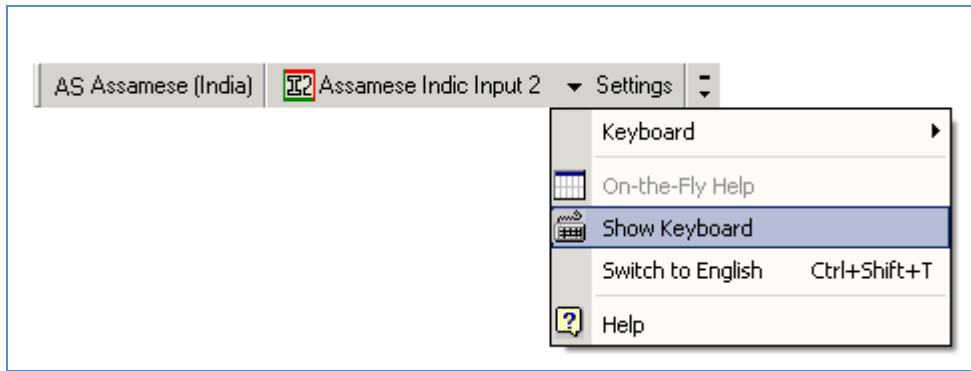 AS Assamese (India) I2 Assamese Indic Input 2 Settings
Keyboard
On-the-Fly Help
Show Keyboard
Switch to English Ctrl+Shift+T
Help